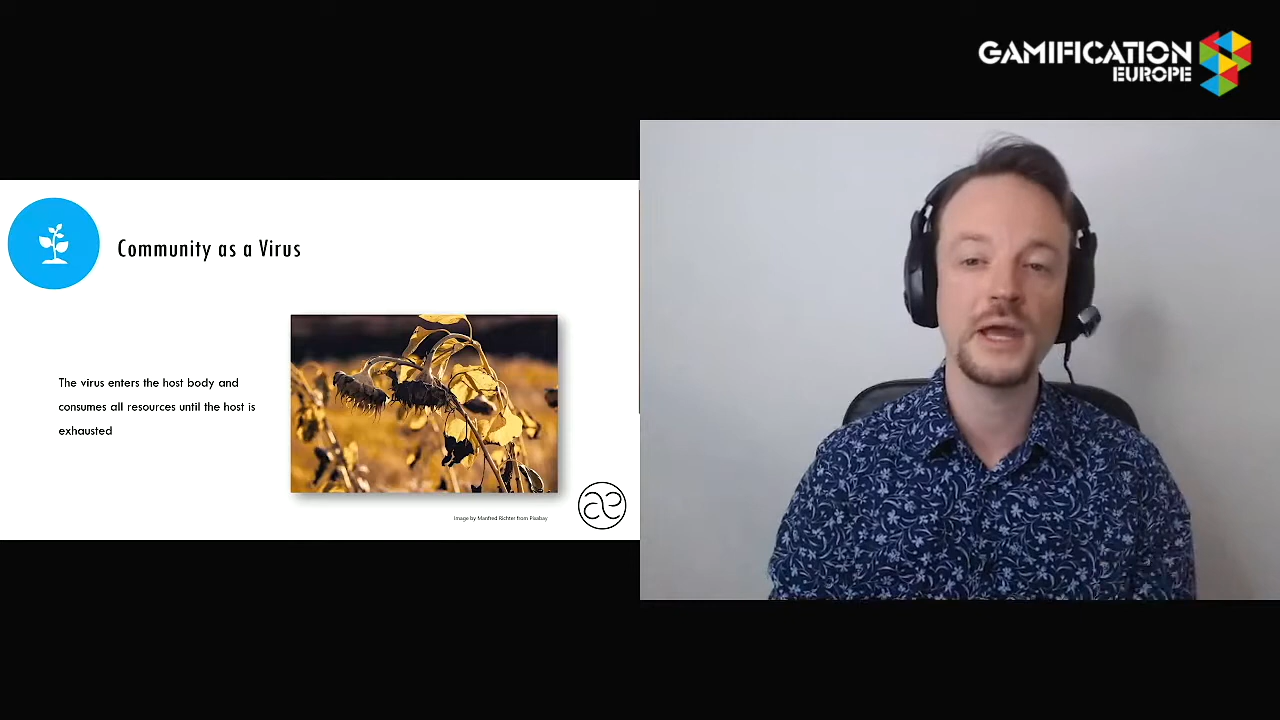 GAMIFICATION
EUROPE
Community as a Virus
The virus enters the host body and
consumes all resources until the host is
exhausted
Image by Manfred Richter from Pixabay